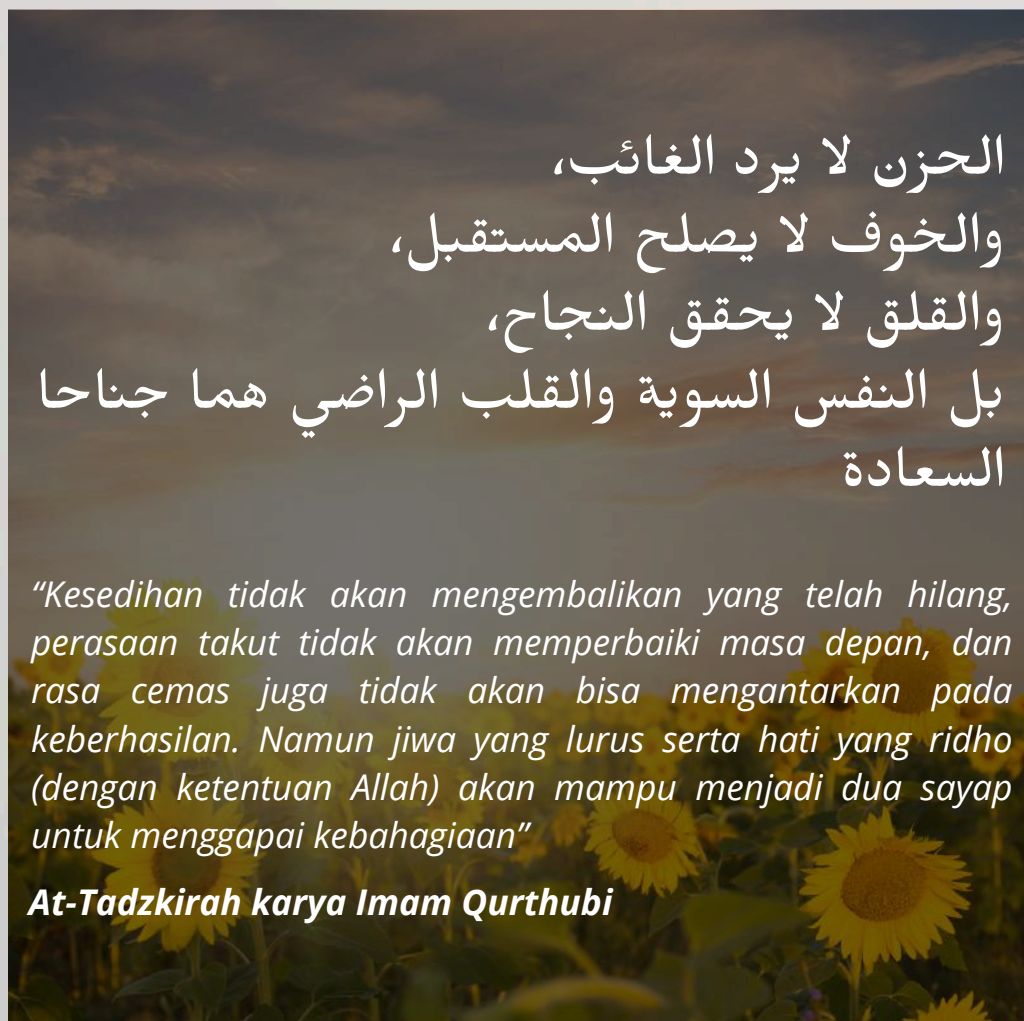 الحزن لا يرد الغائب،
والخوف لا يصلح المستقبل،
والقلق لا يحقق النجاح،
بل النفس السوية والقلب الراضي هما جناحا
السعادة
“Kesedihan tidak akan mengembalikan yang telah hilang,
perasaan takut tidak akan memperbaiki masa depan, dan
rasa cemas juga tidak akan bisa mengantarkan pada
keberhasilan. Namun jiwa yang lurus serta hati yang ridho
(dengan ketentuan Allah) akan mampu menjadi dua sayap
untuk menggapai kebahagiaan”
At-Tadzkirah karya Imam Qurthubi